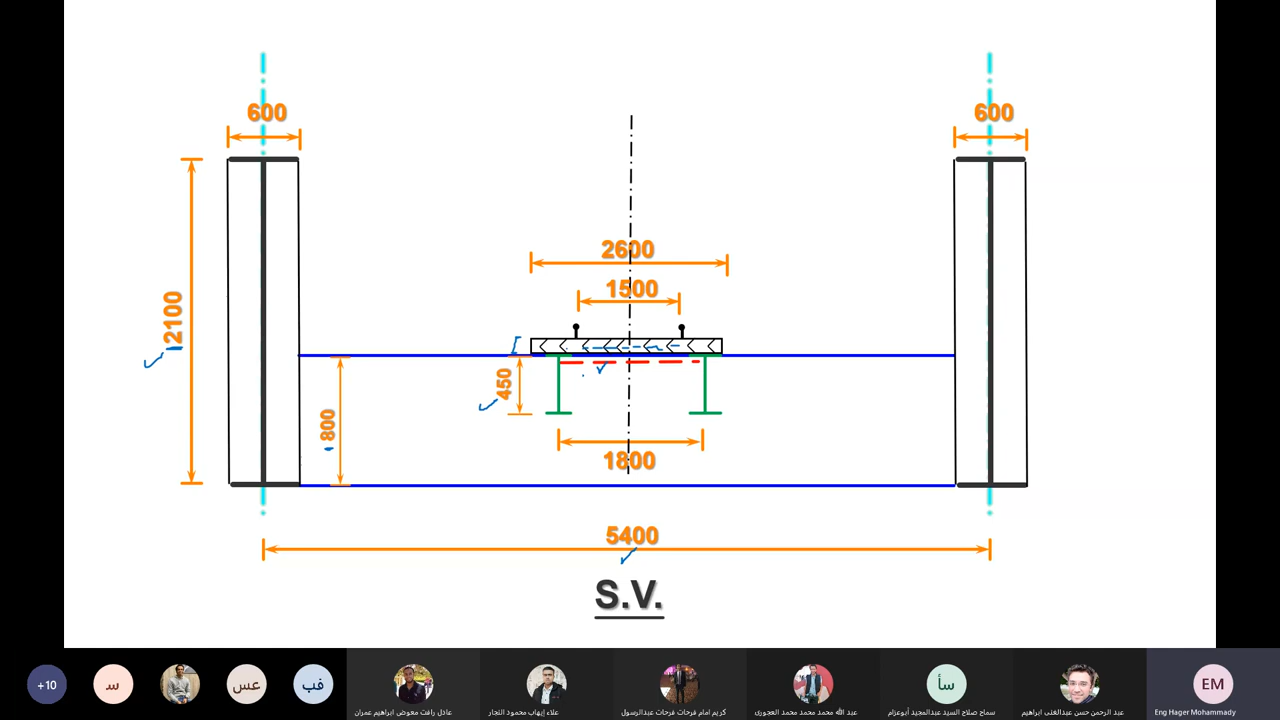 600
600
2600
1500
2100
450
800
1800
5400
S.V.
+10
س
عس
فب
عادل رافت معوض ابراهيم عمران
علاء إيهاب محمود النجار
كريم امام فرحات فرحات عبدالرسول
عبد الله محمد محمد محمد العجوزى
سأ
سماح صلاح السيد عبدالمجيد أبوعزام
عبد الرحمن حسن عبدالغنى ابراهيم
EM
Eng Hager Mohammady